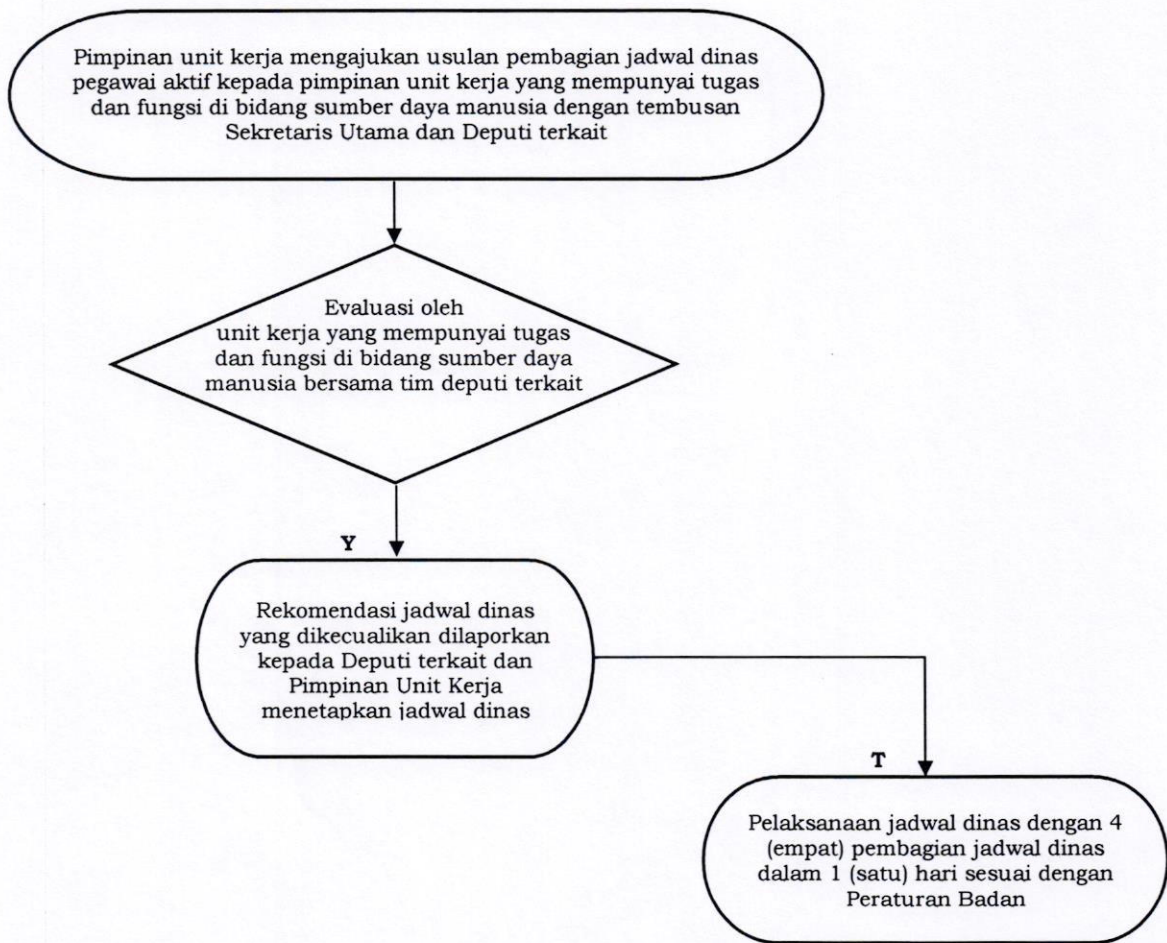 Pimpinan unit kerja mengajukan usulan pembagian jadwal dinas
pegawai aktif kepada pimpinan unit kerja yang mempunyai tugas
dan fungsi di bidang sumber daya manusia dengan tembusan
Sekretaris Utama dan Deputi terkait
Evaluasi oleh
unit kerja yang mempunyai tugas
dan fungsi di bidang sumber daya
manusia bersama tim deputi terkait
Y
Rekomendasi jadwal dinas
yang dikecualikan dilaporkan
kepada Deputi terkait dan
Pimpinan Unit Kerja
menetapkan jadwal dinas
T
Pelaksanaan jadwal dinas dengan 4
(empat) pembagian jadwal dinas
dalam 1 (satu) hari sesuai dengan
Peraturan Badan